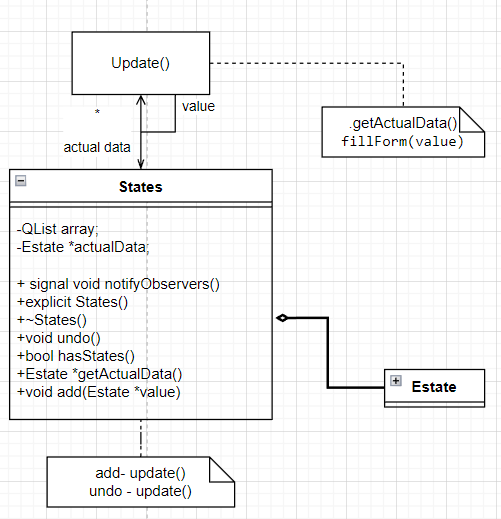 Update()
*
value
actual data
.getActualData()
fillForm(value)
States
-QList array;
-Estate *actualData;
+ signal void notifyObservers()
+explicit States()
+~States()
+void undo()
+bool hasStates()
+Estate *getActualData()
+void add(Estate *value)
Estate
add- update()
undo - update()